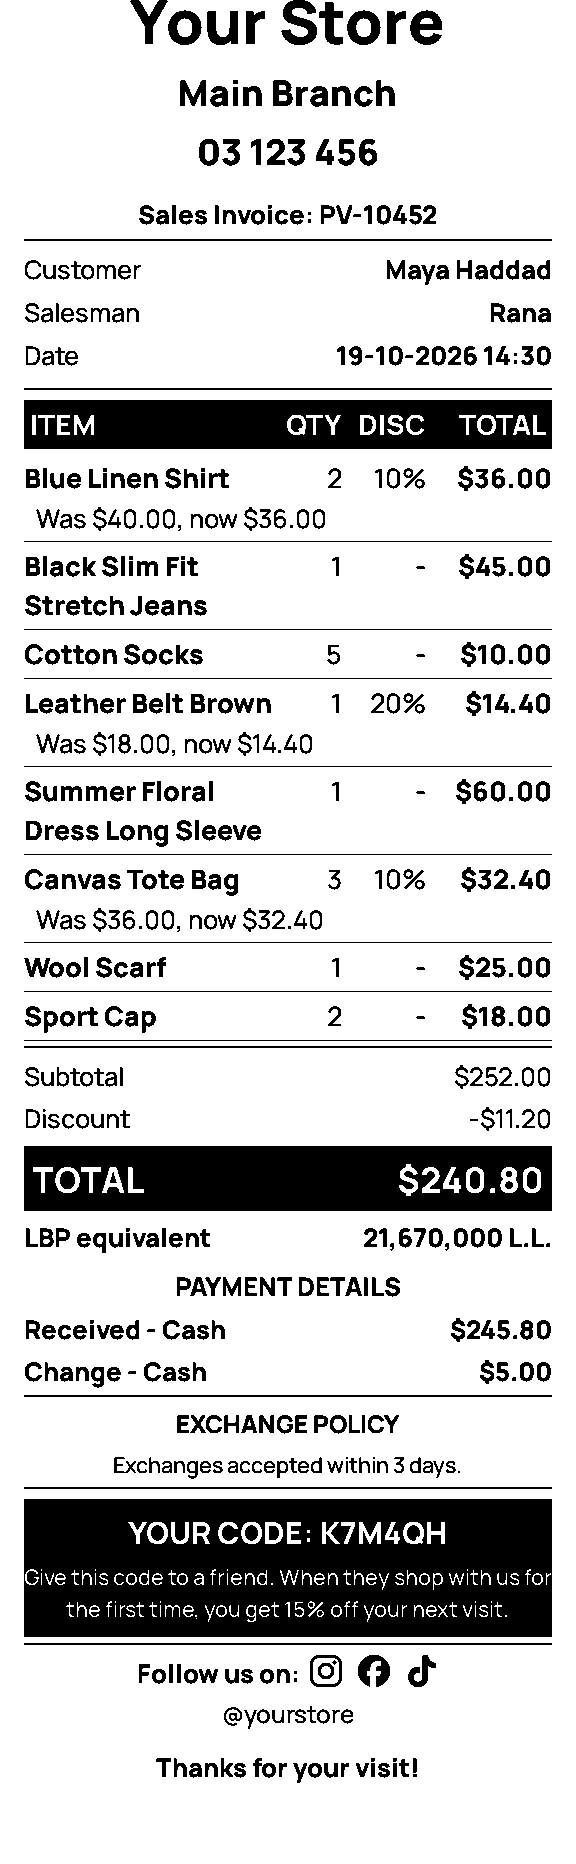 Your Store
Main Branch
03 123 456
Sales Invoice: PV-10452
Customer Maya Haddad
Salesman Rana
Date 19-10-2026 14:30
ITEM QTY DISC TOTAL
Blue Linen Shirt 2 10% $36.00
Was $40.00, now $36.00
Black Slim Fit 1 - $45.00
Stretch Jeans
Cotton Socks 5 - $10.00
Leather Belt Brown 1 20% $14.40
Was $18.00, now $14.40
Summer Floral 1 - $60.00
Dress Long Sleeve
Canvas Tote Bag 3 10% $32.40
Was $36.00, now $32.40
Wool Scarf 1 - $25.00
Sport Cap 2 - $18.00
Subtotal $252.00
Discount -$11.20
TOTAL $240.80
LBP equivalent 21,670,000 L.L.
PAYMENT DETAILS
Received - Cash $245.80
Change - Cash $5.00
EXCHANGE POLICY
Exchanges accepted within 3 days.
YOUR CODE: K7M4QH
Give this code to a friend. When they shop with us for
the first time, you get 15% off your next visit.
Follow us on:
@yourstore
Thanks for your visit!